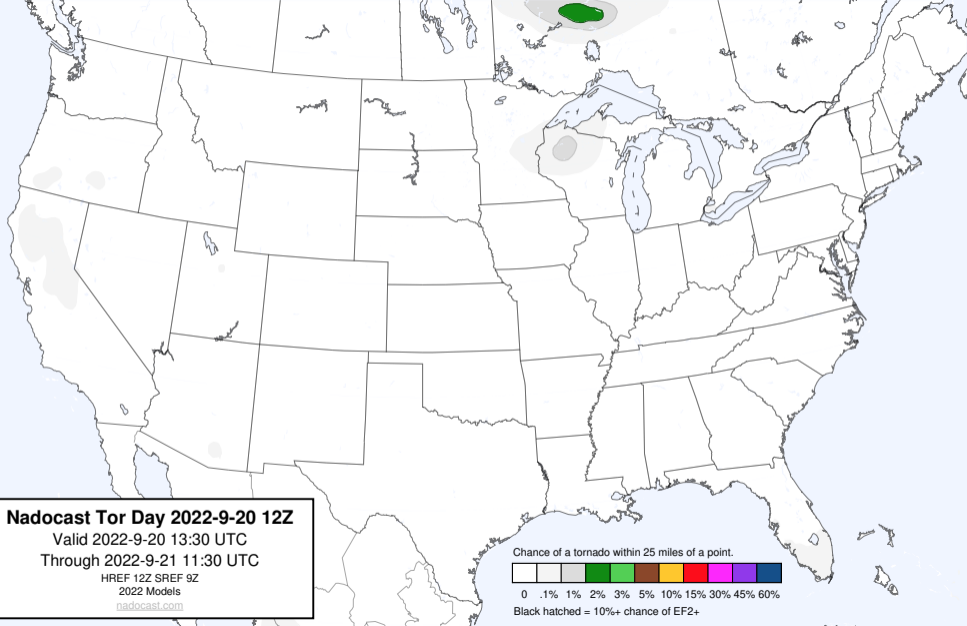 Nadocast Tor Day 2022-9-20 12Z
Valid 2022-9-20 13:30 UTC
Through 2022-9-21 11:30 UTC
HREF 12Z SREF 9Z
2022 Models
nadocast.com
Chance of a tornado within 25 miles of a point.
0 .1% 1% 2% 3% 5% 10% 15% 30% 45% 60%
Black hatched = 10%+ chance of EF2+